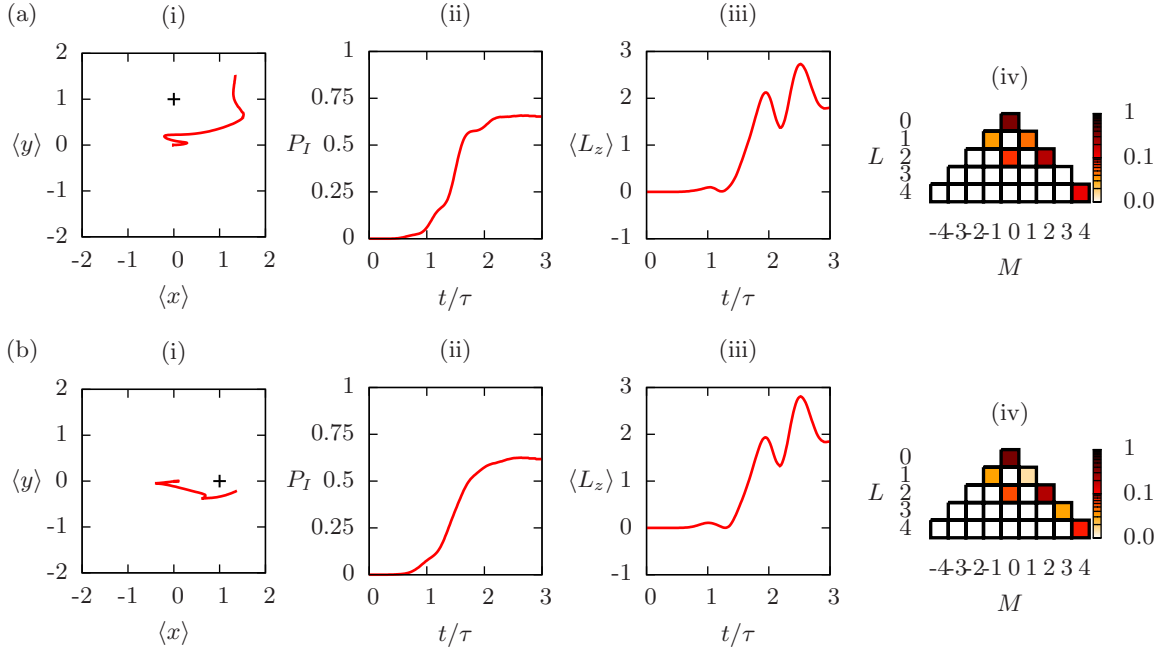 (a)
(i)
(ii)
(iii)
(iv)
2
1
0
-1
-2
⟨y⟩
-2 -1 0 1 2
⟨x⟩
1
0.75
0.5
0.25
0
P_I
0 1 2 3
t/τ
3
2
1
0
-1
⟨L_z⟩
0 1 2 3
t/τ
0
1
2
3
4
L
-4 -3 -2 -1 0 1 2 3 4
M
1
0.1
0.0
(b)
(i)
(ii)
(iii)
(iv)
2
1
0
-1
-2
⟨y⟩
-2 -1 0 1 2
⟨x⟩
1
0.75
0.5
0.25
0
P_I
0 1 2 3
t/τ
3
2
1
0
-1
⟨L_z⟩
0 1 2 3
t/τ
0
1
2
3
4
L
-4 -3 -2 -1 0 1 2 3 4
M
1
0.1
0.0